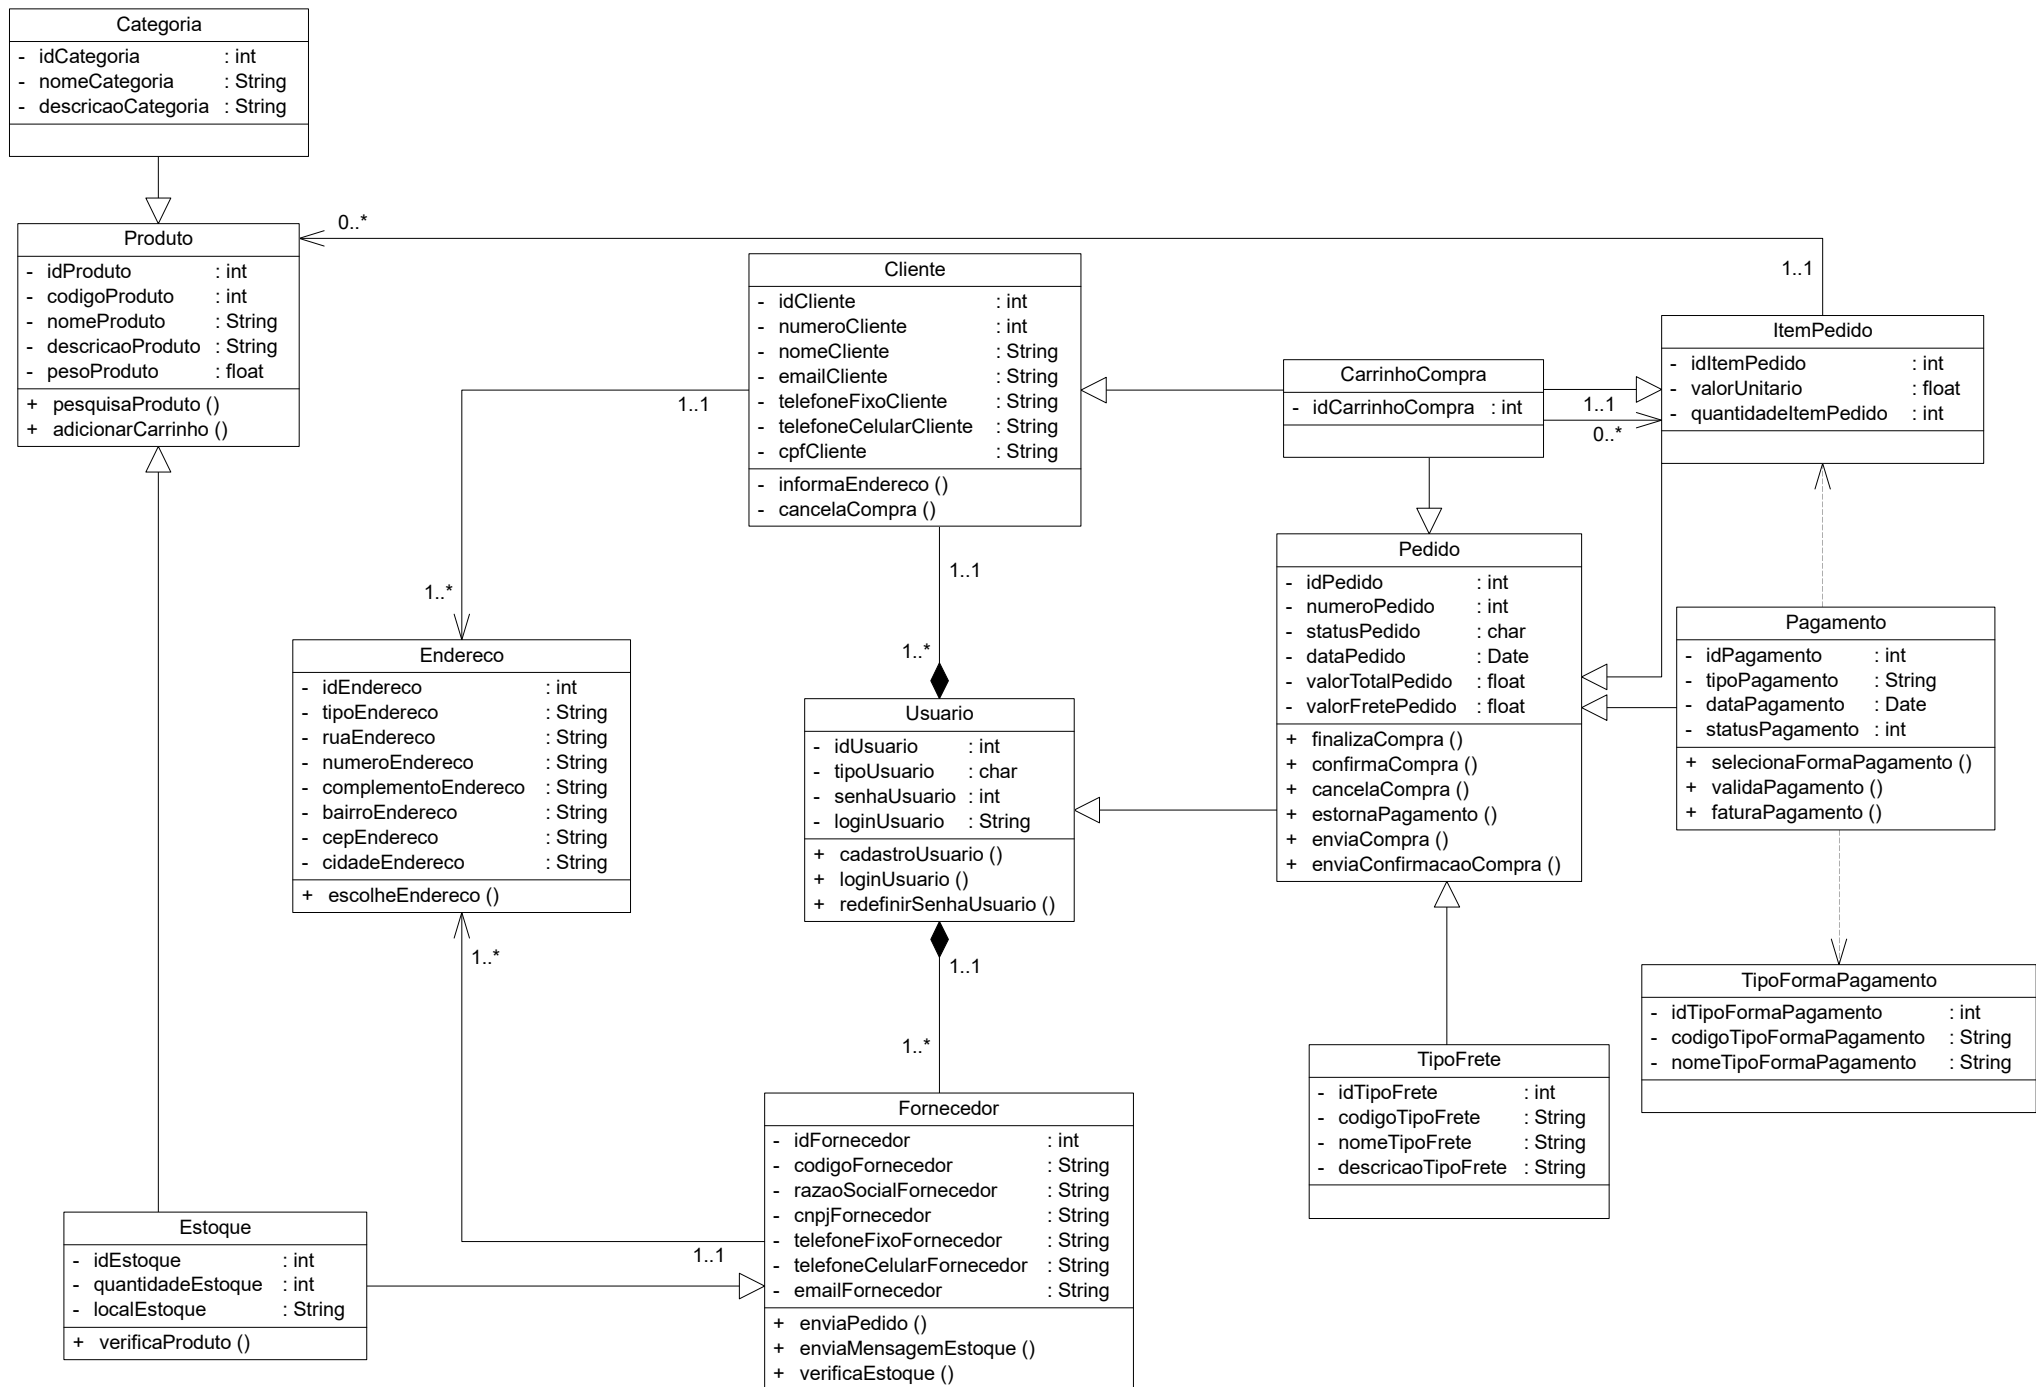 Categoria
- idCategoria : int
- nomeCategoria : String
- descricaoCategoria : String
Produto
- idProduto : int
- codigoProduto : int
- nomeProduto : String
- descricaoProduto : String
- pesoProduto : float
+ pesquisaProduto ()
+ adicionarCarrinho ()
0..*
1..1
Cliente
- idCliente : int
- numeroCliente : int
- nomeCliente : String
- emailCliente : String
- telefoneFixoCliente : String
- telefoneCelularCliente : String
- cpfCliente : String
- informaEndereco ()
- cancelaCompra ()
1..1
1..*
1..1
1..*
CarrinhoCompra
- idCarrinhoCompra : int
1..1
0..*
ItemPedido
- idItemPedido : int
- valorUnitario : float
- quantidadeItemPedido : int
Pedido
- idPedido : int
- numeroPedido : int
- statusPedido : char
- dataPedido : Date
- valorTotalPedido : float
- valorFretePedido : float
+ finalizaCompra ()
+ confirmaCompra ()
+ cancelaCompra ()
+ estornaPagamento ()
+ enviaCompra ()
+ enviaConfirmacaoCompra ()
Pagamento
- idPagamento : int
- tipoPagamento : String
- dataPagamento : Date
- statusPagamento : int
+ selecionaFormaPagamento ()
+ validaPagamento ()
+ faturaPagamento ()
Endereco
- idEndereco : int
- tipoEndereco : String
- ruaEndereco : String
- numeroEndereco : String
- complementoEndereco : String
- bairroEndereco : String
- cepEndereco : String
- cidadeEndereco : String
+ escolheEndereco ()
1..*
Usuario
- idUsuario : int
- tipoUsuario : char
- senhaUsuario : int
- loginUsuario : String
+ cadastroUsuario ()
+ loginUsuario ()
+ redefinirSenhaUsuario ()
1..1
1..*
TipoFormaPagamento
- idTipoFormaPagamento : int
- codigoTipoFormaPagamento : String
- nomeTipoFormaPagamento : String
TipoFrete
- idTipoFrete : int
- codigoTipoFrete : String
- nomeTipoFrete : String
- descricaoTipoFrete : String
Fornecedor
- idFornecedor : int
- codigoFornecedor : String
- razaoSocialFornecedor : String
- cnpjFornecedor : String
- telefoneFixoFornecedor : String
- telefoneCelularFornecedor : String
- emailFornecedor : String
+ enviaPedido ()
+ enviaMensagemEstoque ()
+ verificaEstoque ()
1..1
Estoque
- idEstoque : int
- quantidadeEstoque : int
- localEstoque : String
+ verificaProduto ()